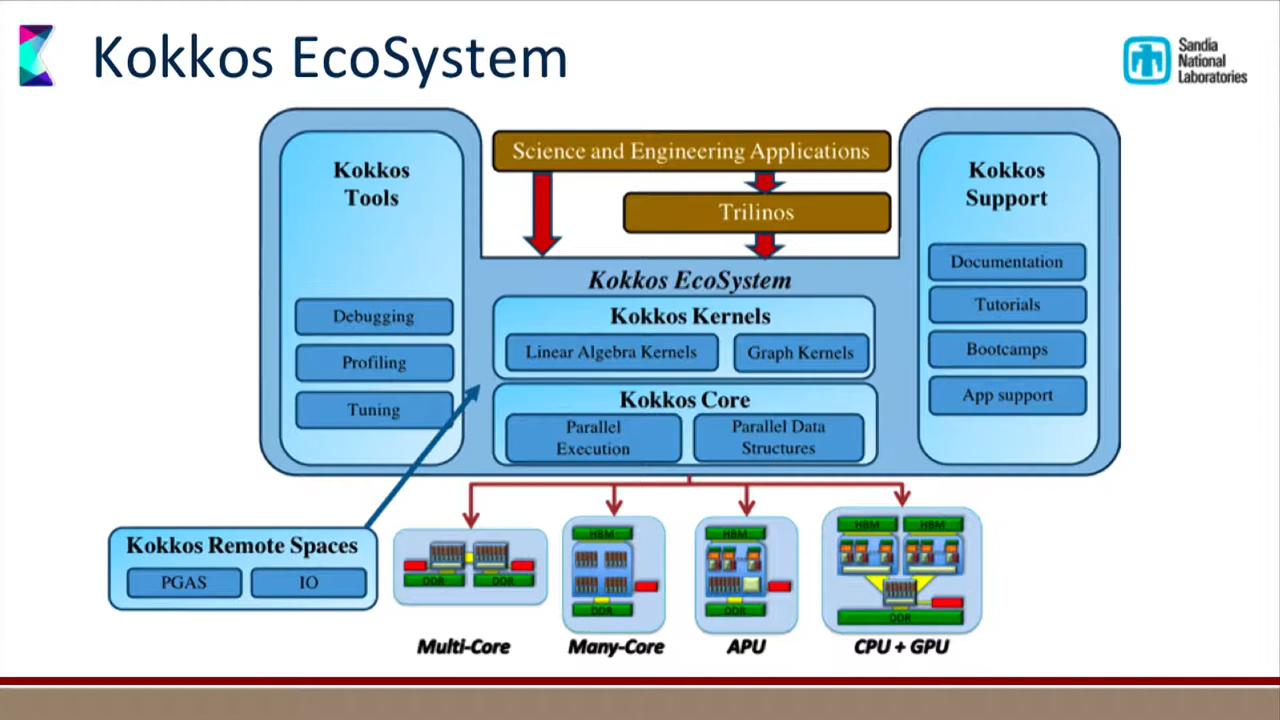 Kokkos EcoSystem
Sandia
National
Laboratories
Kokkos
Tools
Debugging
Profiling
Tuning
Science and Engineering Applications
Trilinos
Kokkos EcoSystem
Kokkos Kernels
Linear Algebra Kernels
Graph Kernels
Kokkos Core
Parallel
Execution
Parallel Data
Structures
Kokkos
Support
Documentation
Tutorials
Bootcamps
App support
Kokkos Remote Spaces
PGAS
IO
DDR
DDR
Multi-Core
HBM
DDR
Many-Core
HBM
DDR
APU
HBM
HBM
DDR
CPU + GPU